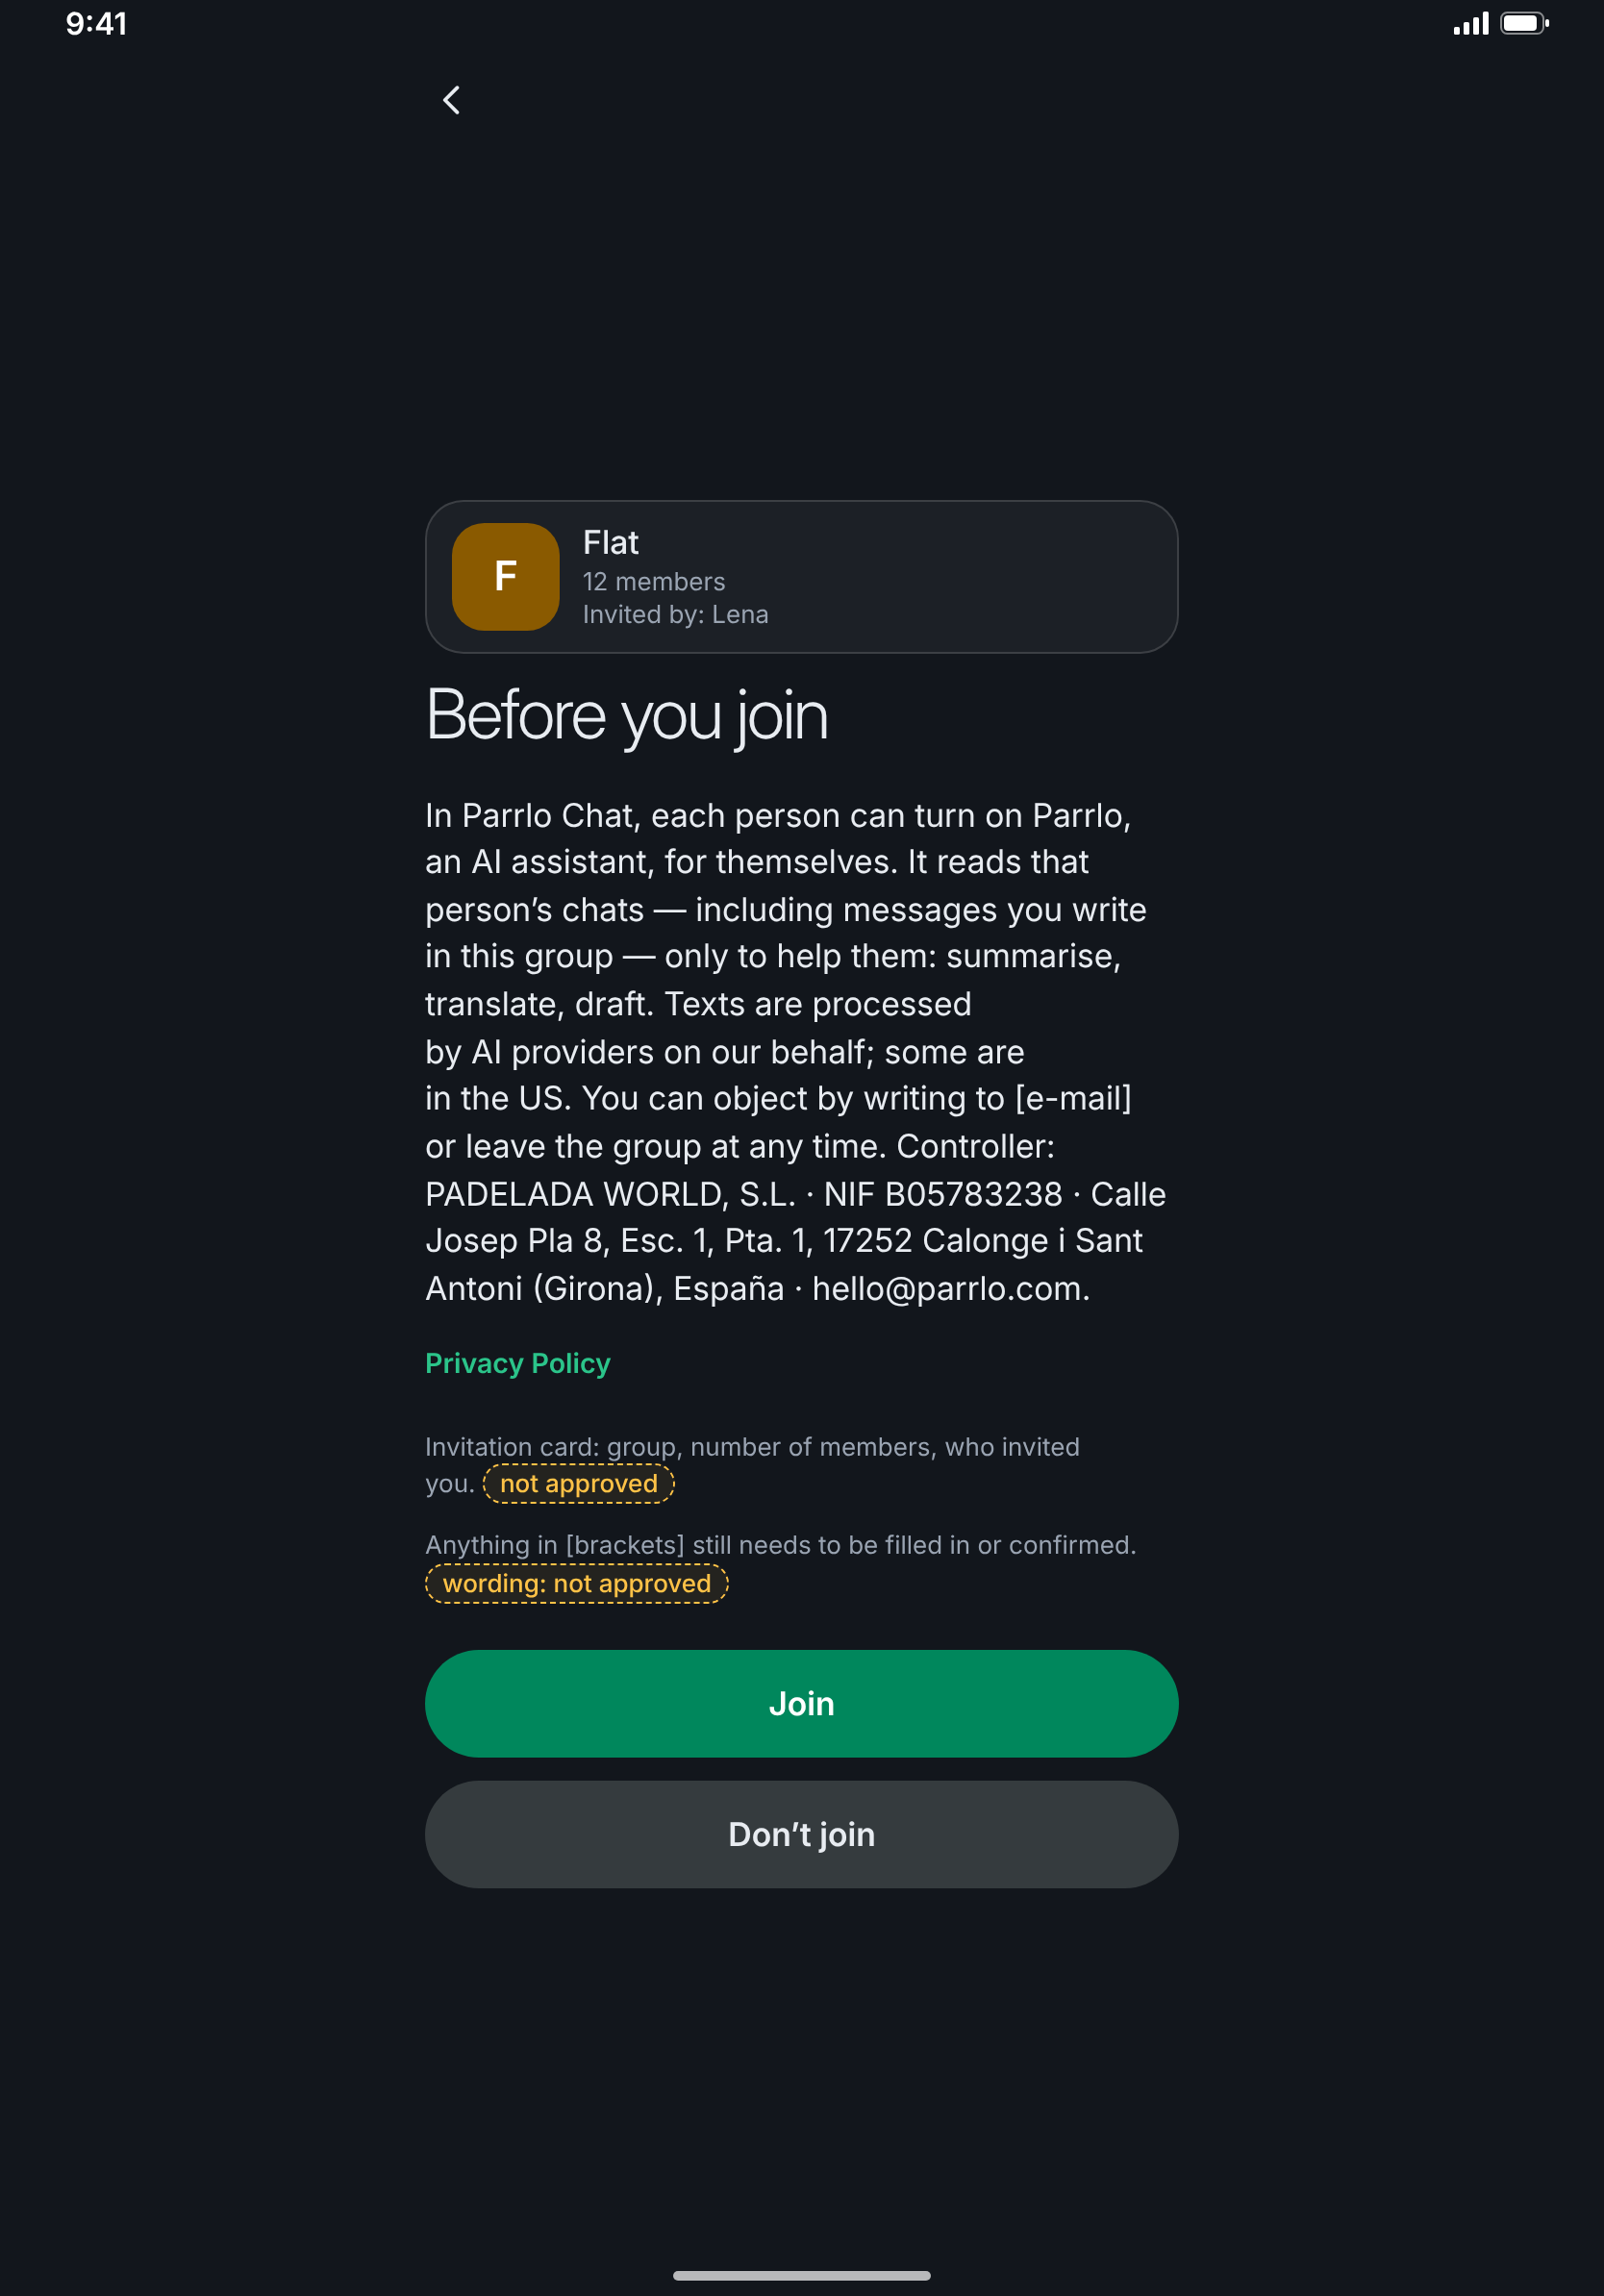 9:41
F
Flat
12 members
Invited by: Lena
Before you join
In Parrlo Chat, each person can turn on Parrlo,
an AI assistant, for themselves. It reads that
person’s chats — including messages you write
in this group — only to help them: summarise,
translate, draft. Texts are processed
by AI providers on our behalf; some are
in the US. You can object by writing to [e-mail]
or leave the group at any time. Controller:
PADELADA WORLD, S.L. · NIF B05783238 · Calle
Josep Pla 8, Esc. 1, Pta. 1, 17252 Calonge i Sant
Antoni (Girona), España · hello@parrlo.com.
Privacy Policy
Invitation card: group, number of members, who invited
you. not approved
Anything in [brackets] still needs to be filled in or confirmed.
wording: not approved
Join
Don’t join